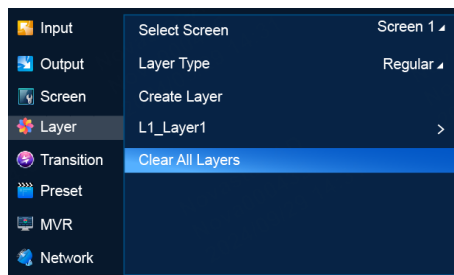 Input
Output
Screen
Layer
Transition
Preset
MVR
Network
Select Screen Screen 1
Layer Type Regular
Create Layer
L1_Layer1 >
Clear All Layers